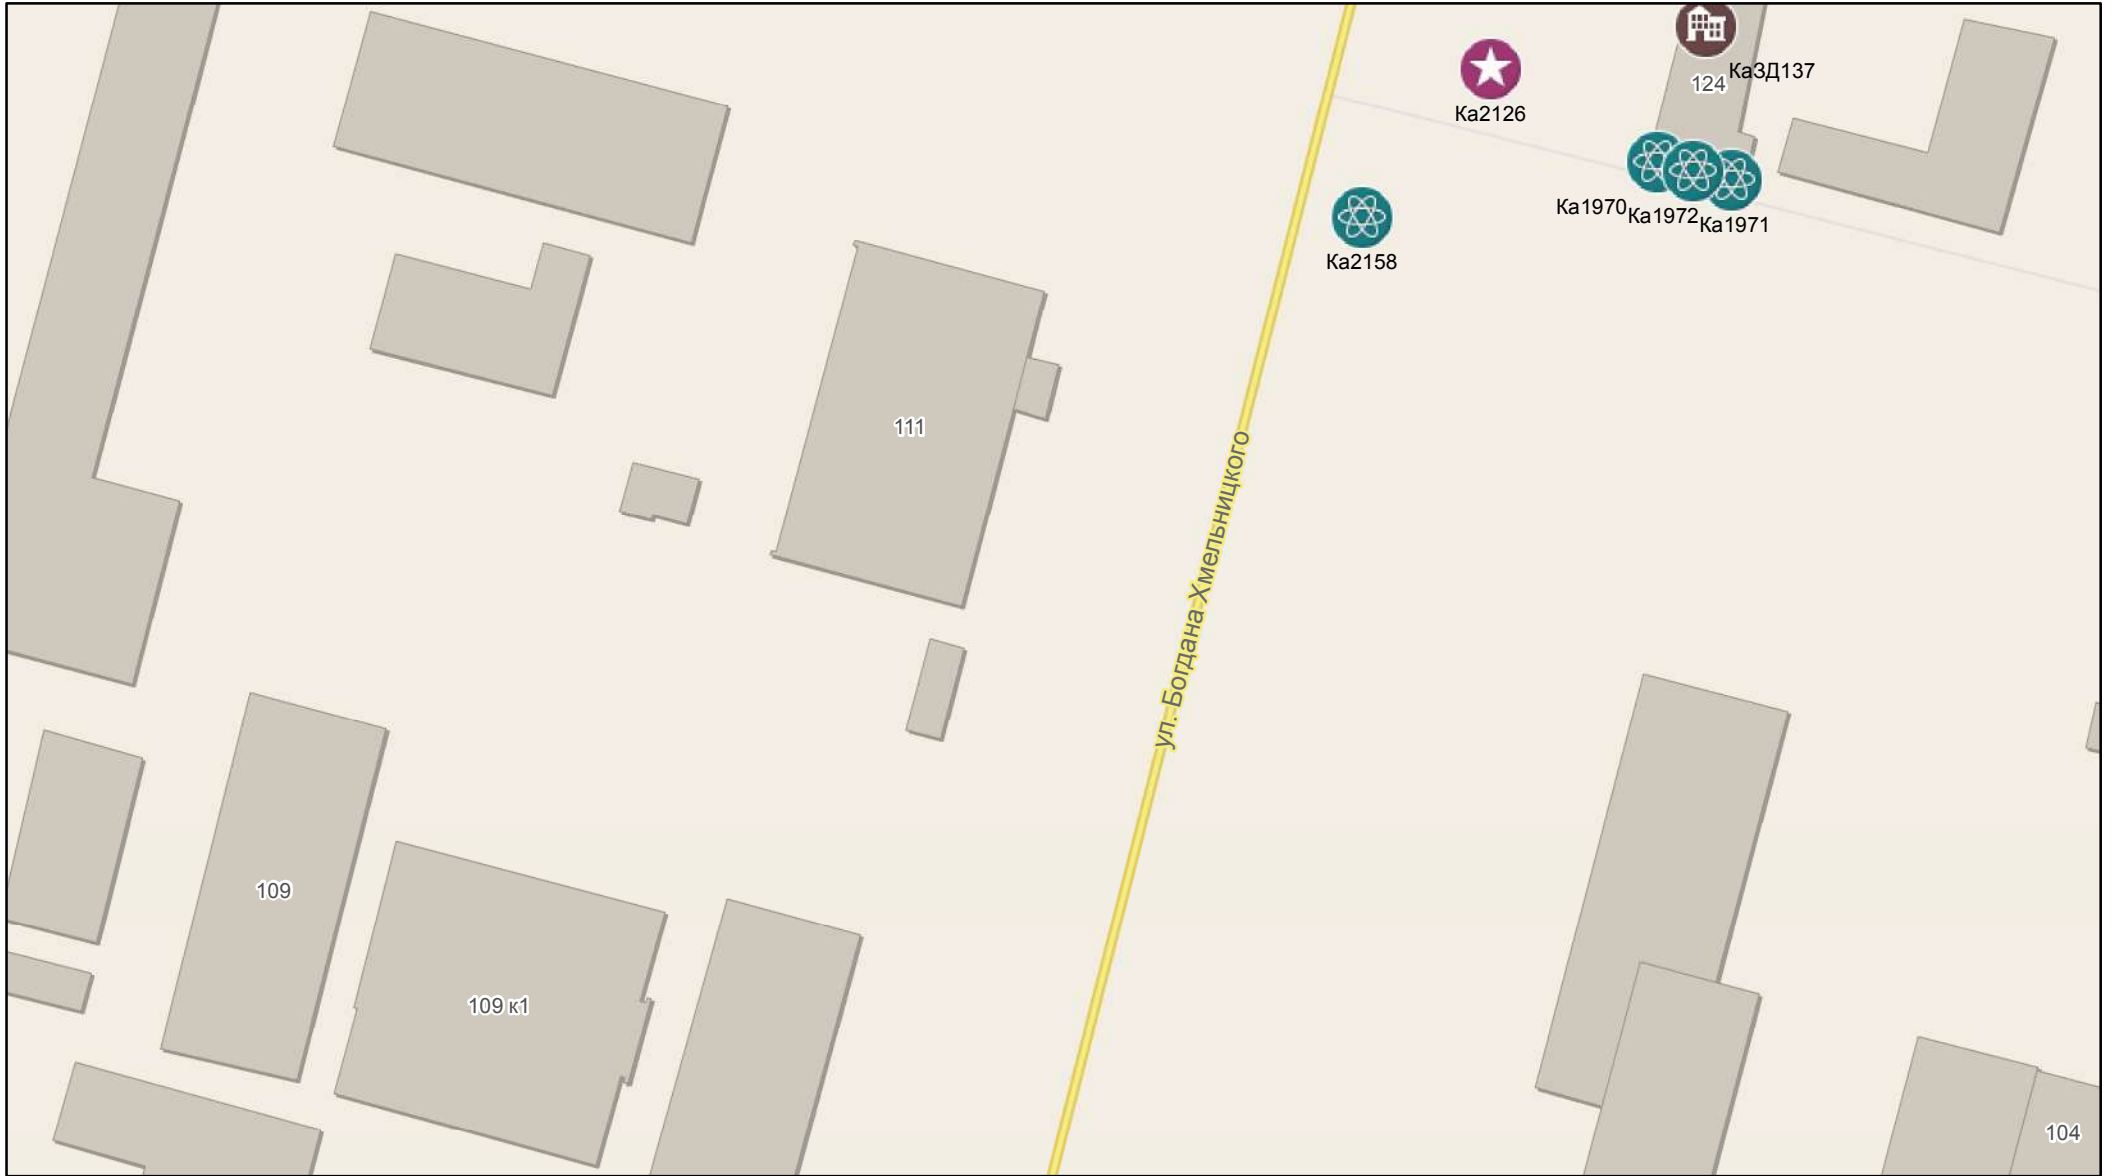 КаЗД137
124
Ка2126
Ка1970
Ка1972
Ка1971
Ка2158
111
ул. Богдана Хмельницкого
109
109 к1
104